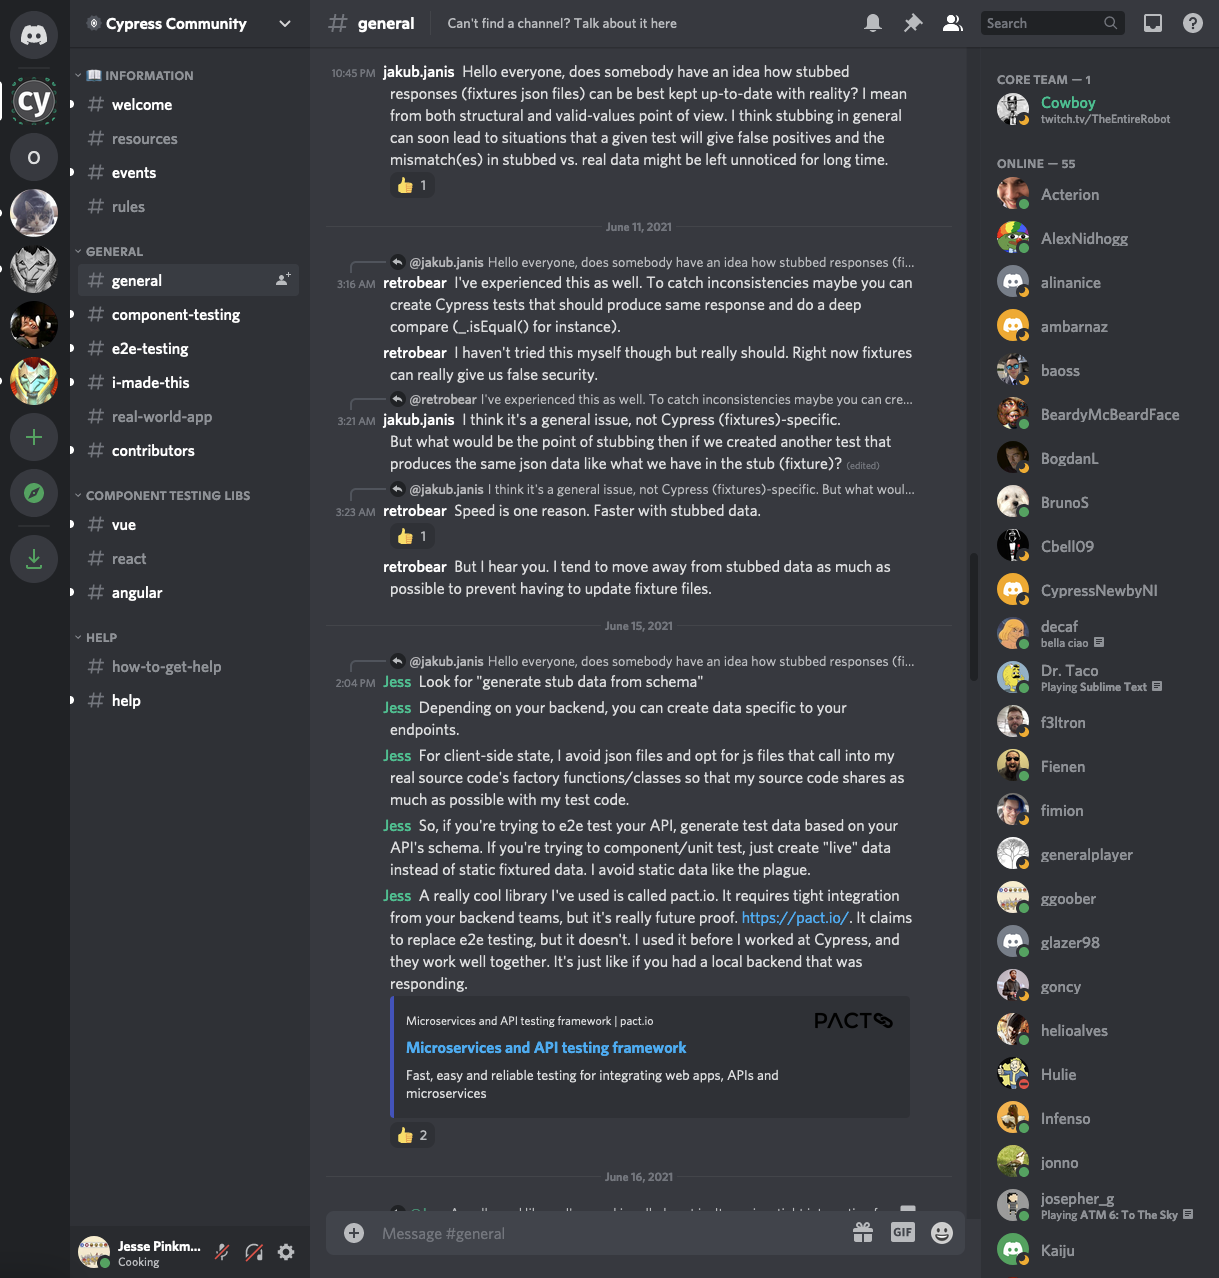 Cypress Community
INFORMATION
welcome
resources
events
rules
GENERAL
general
component-testing
e2e-testing
i-made-this
real-world-app
contributors
COMPONENT TESTING LIBS
vue
react
angular
HELP
how-to-get-help
help
Jesse Pinkm...
Cooking
cy
O
# general
Can't find a channel? Talk about it here
Search
10:45 PM jakub.janis Hello everyone, does somebody have an idea how stubbed
responses (fixtures json files) can be best kept up-to-date with reality? I mean
from both structural and valid-values point of view. I think stubbing in general
can soon lead to situations that a given test will give false positives and the
mismatch(es) in stubbed vs. real data might be left unnoticed for long time.
👍 1
June 11, 2021
@jakub.janis Hello everyone, does somebody have an idea how stubbed responses (fi...
3:16 AM retrobear I've experienced this as well. To catch inconsistencies maybe you can
create Cypress tests that should produce same response and do a deep
compare (_.isEqual() for instance).
retrobear I haven't tried this myself though but really should. Right now fixtures
can really give us false security.
@retrobear I've experienced this as well. To catch inconsistencies maybe you can cre...
3:21 AM jakub.janis I think it's a general issue, not Cypress (fixtures)-specific.
But what would be the point of stubbing then if we created another test that
produces the same json data like what we have in the stub (fixture)? (edited)
@jakub.janis I think it's a general issue, not Cypress (fixtures)-specific. But what woul...
3:23 AM retrobear Speed is one reason. Faster with stubbed data.
👍 1
retrobear But I hear you. I tend to move away from stubbed data as much as
possible to prevent having to update fixture files.
June 15, 2021
@jakub.janis Hello everyone, does somebody have an idea how stubbed responses (fi...
2:04 PM Jess Look for "generate stub data from schema"
Jess Depending on your backend, you can create data specific to your
endpoints.
Jess For client-side state, I avoid json files and opt for js files that call into my
real source code's factory functions/classes so that my source code shares as
much as possible with my test code.
Jess So, if you're trying to e2e test your API, generate test data based on your
API's schema. If you're trying to component/unit test, just create "live" data
instead of static fixtured data. I avoid static data like the plague.
Jess A really cool library I've used is called pact.io. It requires tight integration
from your backend teams, but it's really future proof. https://pact.io/. It claims
to replace e2e testing, but it doesn't. I used it before I worked at Cypress, and
they work well together. It's just like if you had a local backend that was
responding.
Microservices and API testing framework | pact.io
PACT
Microservices and API testing framework
Fast, easy and reliable testing for integrating web apps, APIs and
microservices
👍 2
June 16, 2021
Message #general
GIF
CORE TEAM — 1
Cowboy
twitch.tv/TheEntireRobot
ONLINE — 55
Acterion
AlexNidhogg
alinanice
ambarnaz
baoss
BeardyMcBeardFace
BogdanL
BrunoS
Cbell09
CypressNewbyNI
decaf
bella ciao
Dr. Taco
Playing Sublime Text
f3ltron
Fienen
fimion
generalplayer
ggoober
glazer98
goncy
helioalves
Hulie
Infenso
jonno
josepher_g
Playing ATM 6: To The Sky
Kaiju